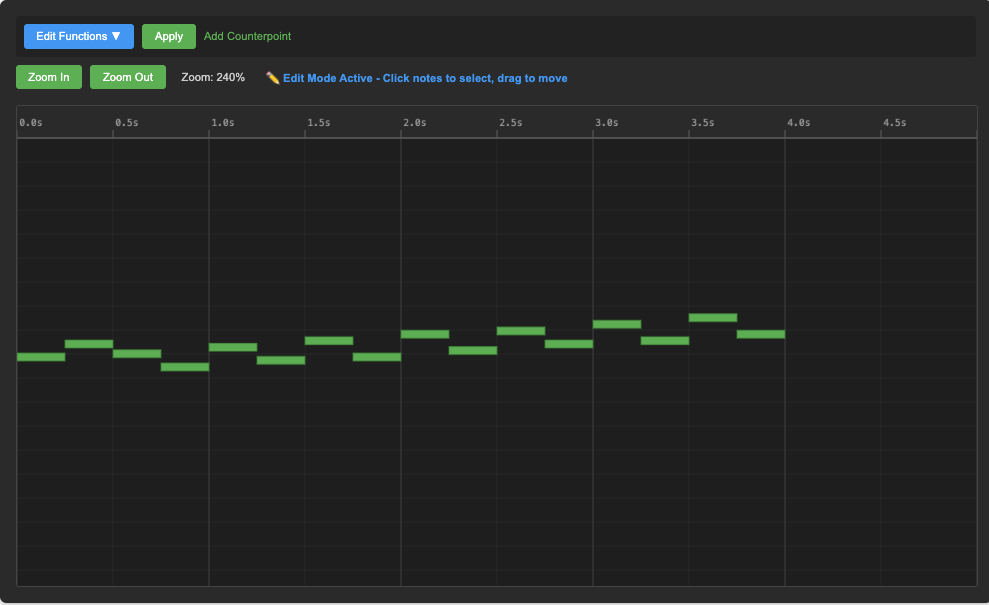 Edit Functions ▼ Apply Add Counterpoint
Zoom In Zoom Out Zoom: 240% ✏️ Edit Mode Active - Click notes to select, drag to move
0.0s 0.5s 1.0s 1.5s 2.0s 2.5s 3.0s 3.5s 4.0s 4.5s